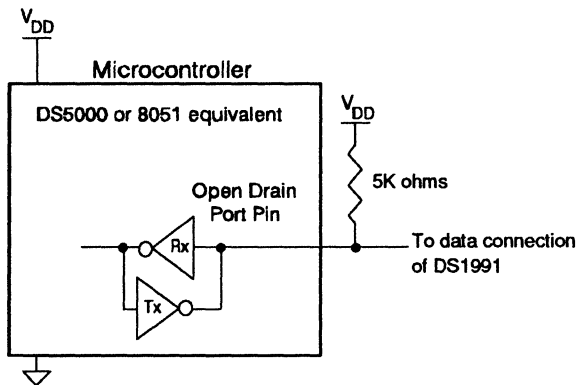 VDD
Microcontroller
DS5000 or 8051 equivalent
VDD
5K ohms
Open Drain
Port Pin
Rx
To data connection
of DS1991
Tx